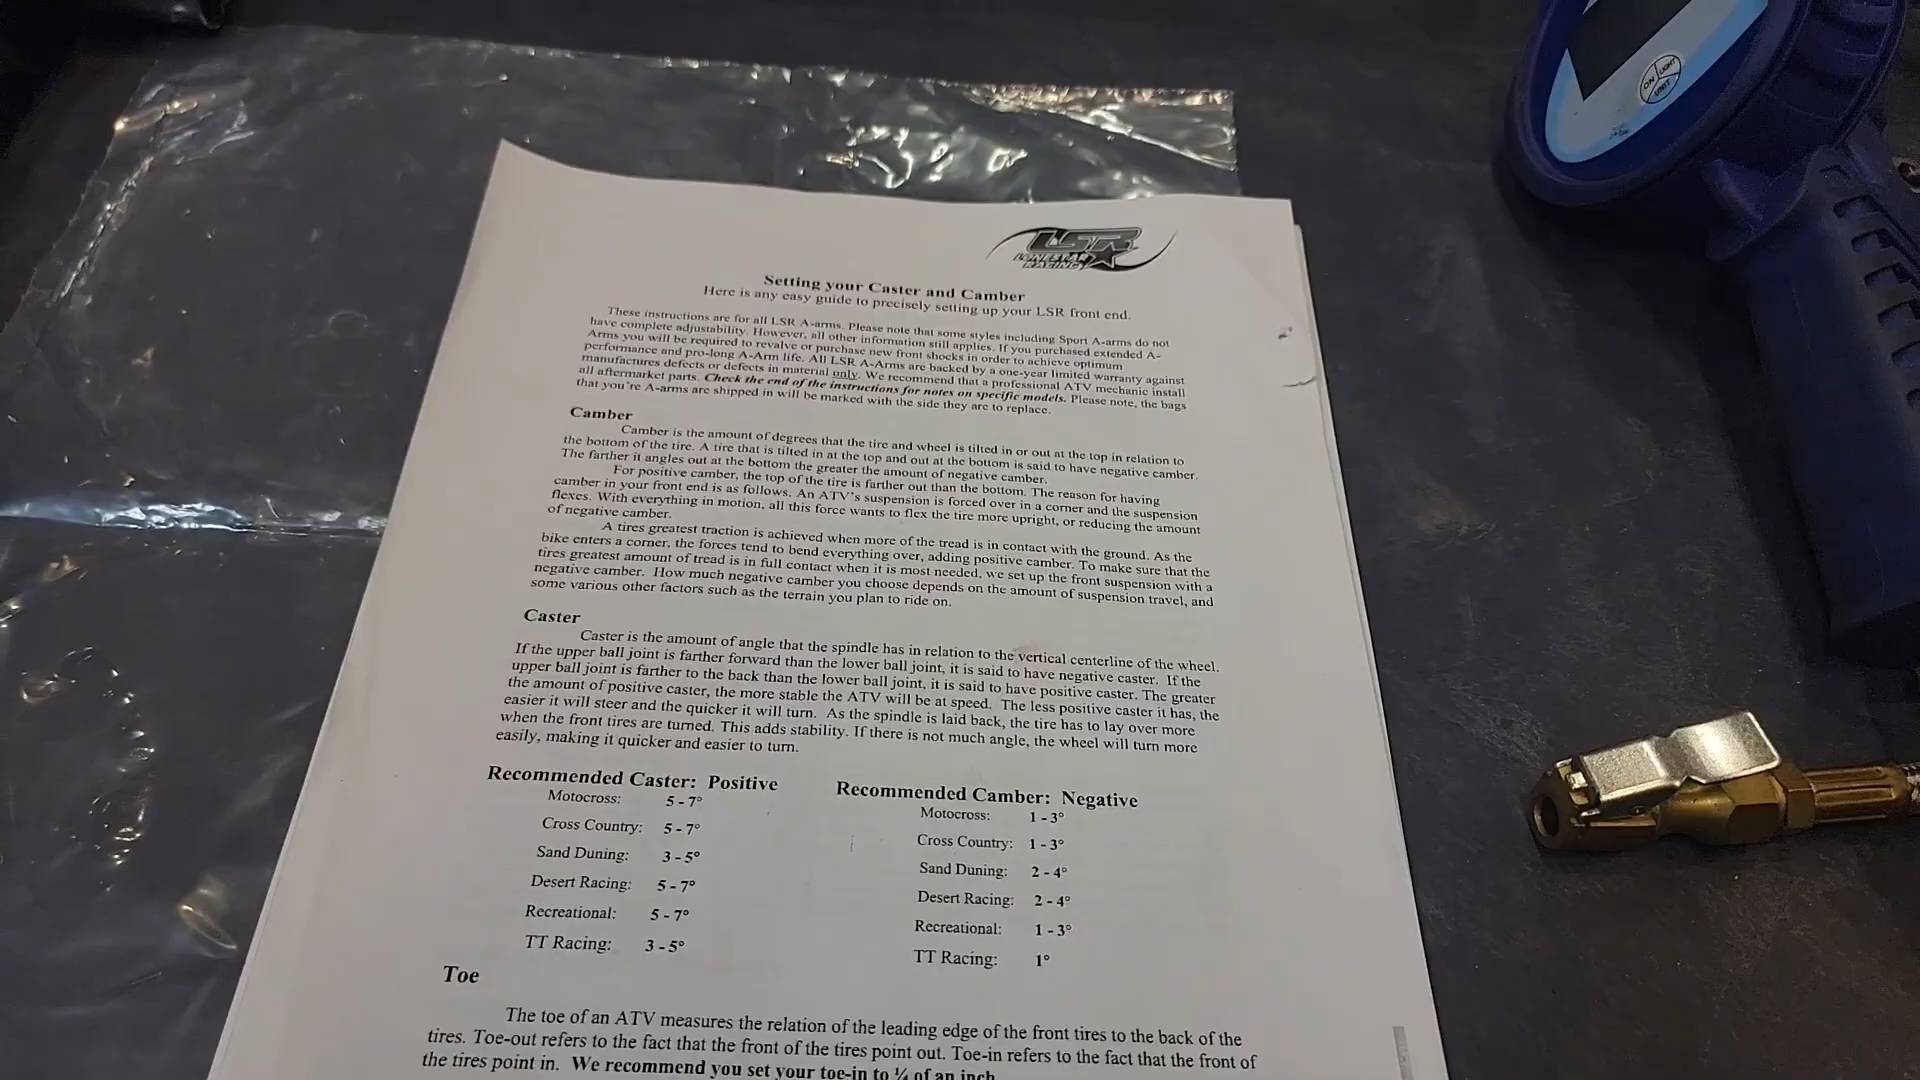 ON
LIGHT
UNIT
LSR
LONESTAR
RACING
Setting your Caster and Camber
Here is any easy guide to precisely setting up your LSR front end.
These instructions are for all LSR A-arms. Please note that some styles including Sport A-arms do not
have complete adjustability. However, all other information still applies. If you purchased extended A-
Arms you will be required to revalve or purchase new front shocks in order to achieve optimum
performance and pro-long A-Arm life. All LSR A-Arms are backed by a one-year limited warranty against
manufactures defects or defects in material only. We recommend that a professional ATV mechanic install
all aftermarket parts. Check the end of the instructions for notes on specific models. Please note, the bags
that you're A-arms are shipped in will be marked with the side they are to replace.
Camber
Camber is the amount of degrees that the tire and wheel is tilted in or out at the top in relation to
the bottom of the tire. A tire that is tilted in at the top and out at the bottom is said to have negative camber.
The farther it angles out at the bottom the greater the amount of negative camber.
For positive camber, the top of the tire is farther out than the bottom. The reason for having
camber in your front end is as follows. An ATV's suspension is forced over in a corner and the suspension
flexes. With everything in motion, all this force wants to flex the tire more upright, or reducing the amount
of negative camber.
A tires greatest traction is achieved when more of the tread is in contact with the ground. As the
bike enters a corner, the forces tend to bend everything over, adding positive camber. To make sure that the
tires greatest amount of tread is in full contact when it is most needed, we set up the front suspension with a
negative camber. How much negative camber you choose depends on the amount of suspension travel, and
some various other factors such as the terrain you plan to ride on.
Caster
Caster is the amount of angle that the spindle has in relation to the vertical centerline of the wheel.
If the upper ball joint is farther forward than the lower ball joint, it is said to have negative caster. If the
upper ball joint is farther to the back than the lower ball joint, it is said to have positive caster. The greater
the amount of positive caster, the more stable the ATV will be at speed. The less positive caster it has, the
easier it will steer and the quicker it will turn. As the spindle is laid back, the tire has to lay over more
when the front tires are turned. This adds stability. If there is not much angle, the wheel will turn more
easily, making it quicker and easier to turn.
Recommended Caster: Positive
Motocross: 5 - 7°
Cross Country: 5 - 7°
Sand Duning: 3 - 5°
Desert Racing: 5 - 7°
Recreational: 5 - 7°
TT Racing: 3 - 5°
Recommended Camber: Negative
Motocross: 1 - 3°
Cross Country: 1 - 3°
Sand Duning: 2 - 4°
Desert Racing: 2 - 4°
Recreational: 1 - 3°
TT Racing: 1°
Toe
The toe of an ATV measures the relation of the leading edge of the front tires to the back of the
tires. Toe-out refers to the fact that the front of the tires point out. Toe-in refers to the fact that the front of
the tires point in. We recommend you set your toe-in to ¼ of an inch